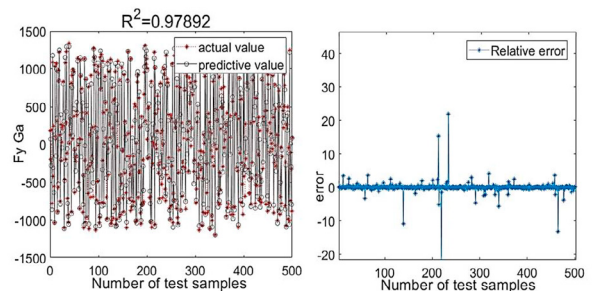 R²=0.97892
1500
1000
500
0
-500
-1000
-1500
Fy Ga
actual value
predictive value
0 100 200 300 400 500
Number of test samples
40
30
20
10
0
-10
-20
error
Relative error
100 200 300 400 500
Number of test samples